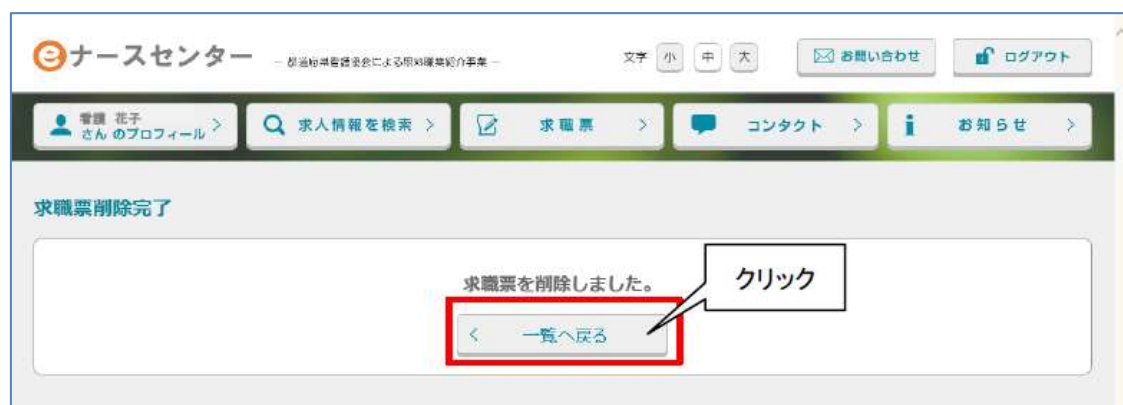 eナースセンター －都道府県看護協会による無料職業紹介事業－ 文字 小 中 大 お問い合わせ ログアウト
看護 花子
さん のプロフィール 求人情報を検索 求職票 コンタクト お知らせ
求職票削除完了
求職票を削除しました。
クリック
一覧へ戻る